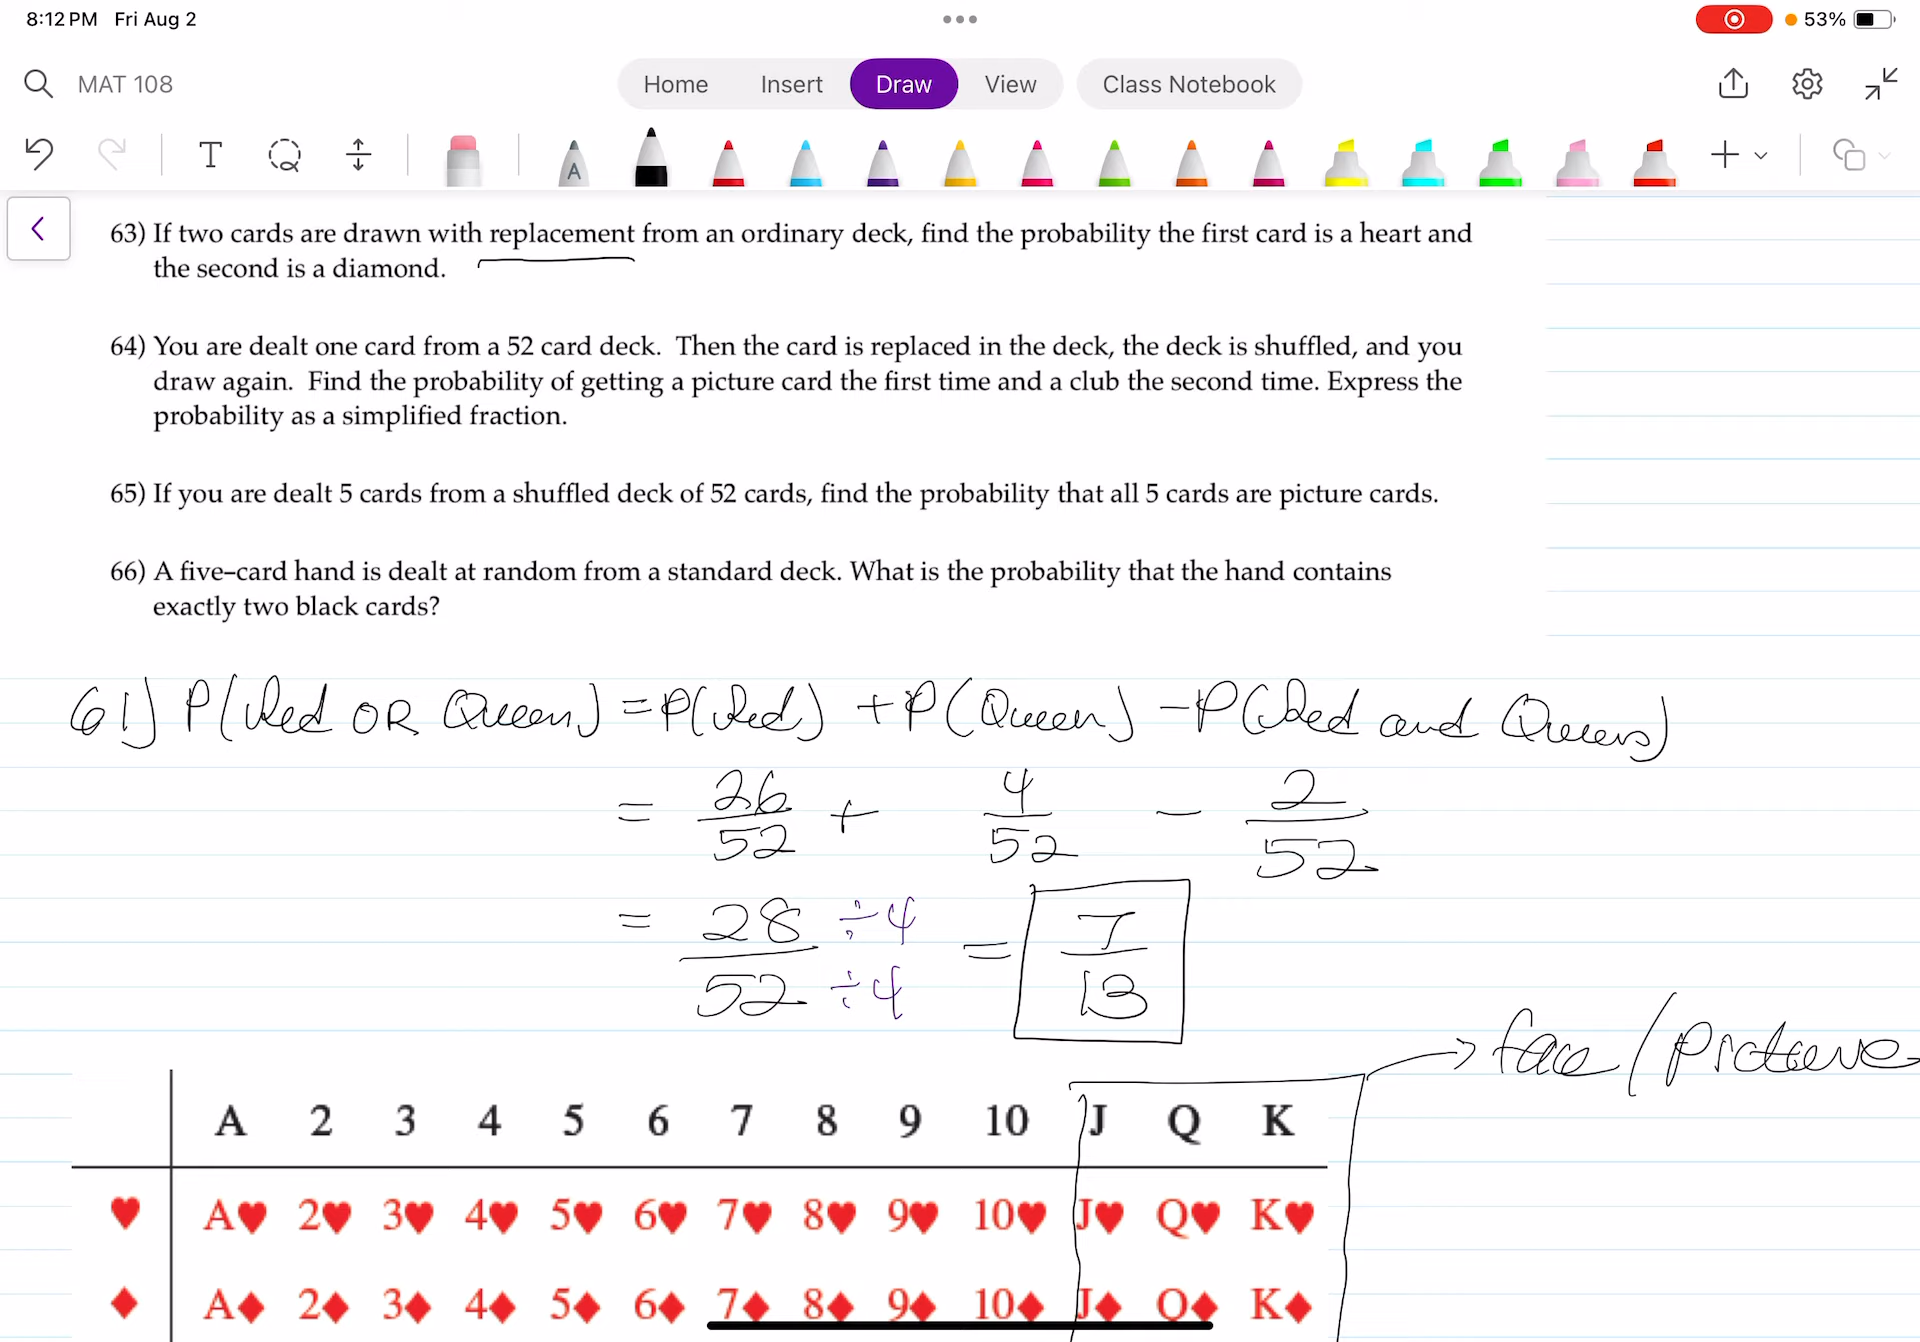 8:12 PM Fri Aug 2
53%
MAT 108
Home Insert Draw View Class Notebook
T A
63) If two cards are drawn with replacement from an ordinary deck, find the probability the first card is a heart and
the second is a diamond.
64) You are dealt one card from a 52 card deck. Then the card is replaced in the deck, the deck is shuffled, and you
draw again. Find the probability of getting a picture card the first time and a club the second time. Express the
probability as a simplified fraction.
65) If you are dealt 5 cards from a shuffled deck of 52 cards, find the probability that all 5 cards are picture cards.
66) A five–card hand is dealt at random from a standard deck. What is the probability that the hand contains
exactly two black cards?
61) P(Red OR Queen) = P(Red) + P(Queen) - P(Red and Queens)
= 26/52 + 4/52 - 2/52
= 28/52 ÷4/÷4 = 7/13
face/picture
A 2 3 4 5 6 7 8 9 10 J Q K
♥ A♥ 2♥ 3♥ 4♥ 5♥ 6♥ 7♥ 8♥ 9♥ 10♥ J♥ Q♥ K♥
♦ A♦ 2♦ 3♦ 4♦ 5♦ 6♦ 7♦ 8♦ 9♦ 10♦ J♦ Q♦ K♦